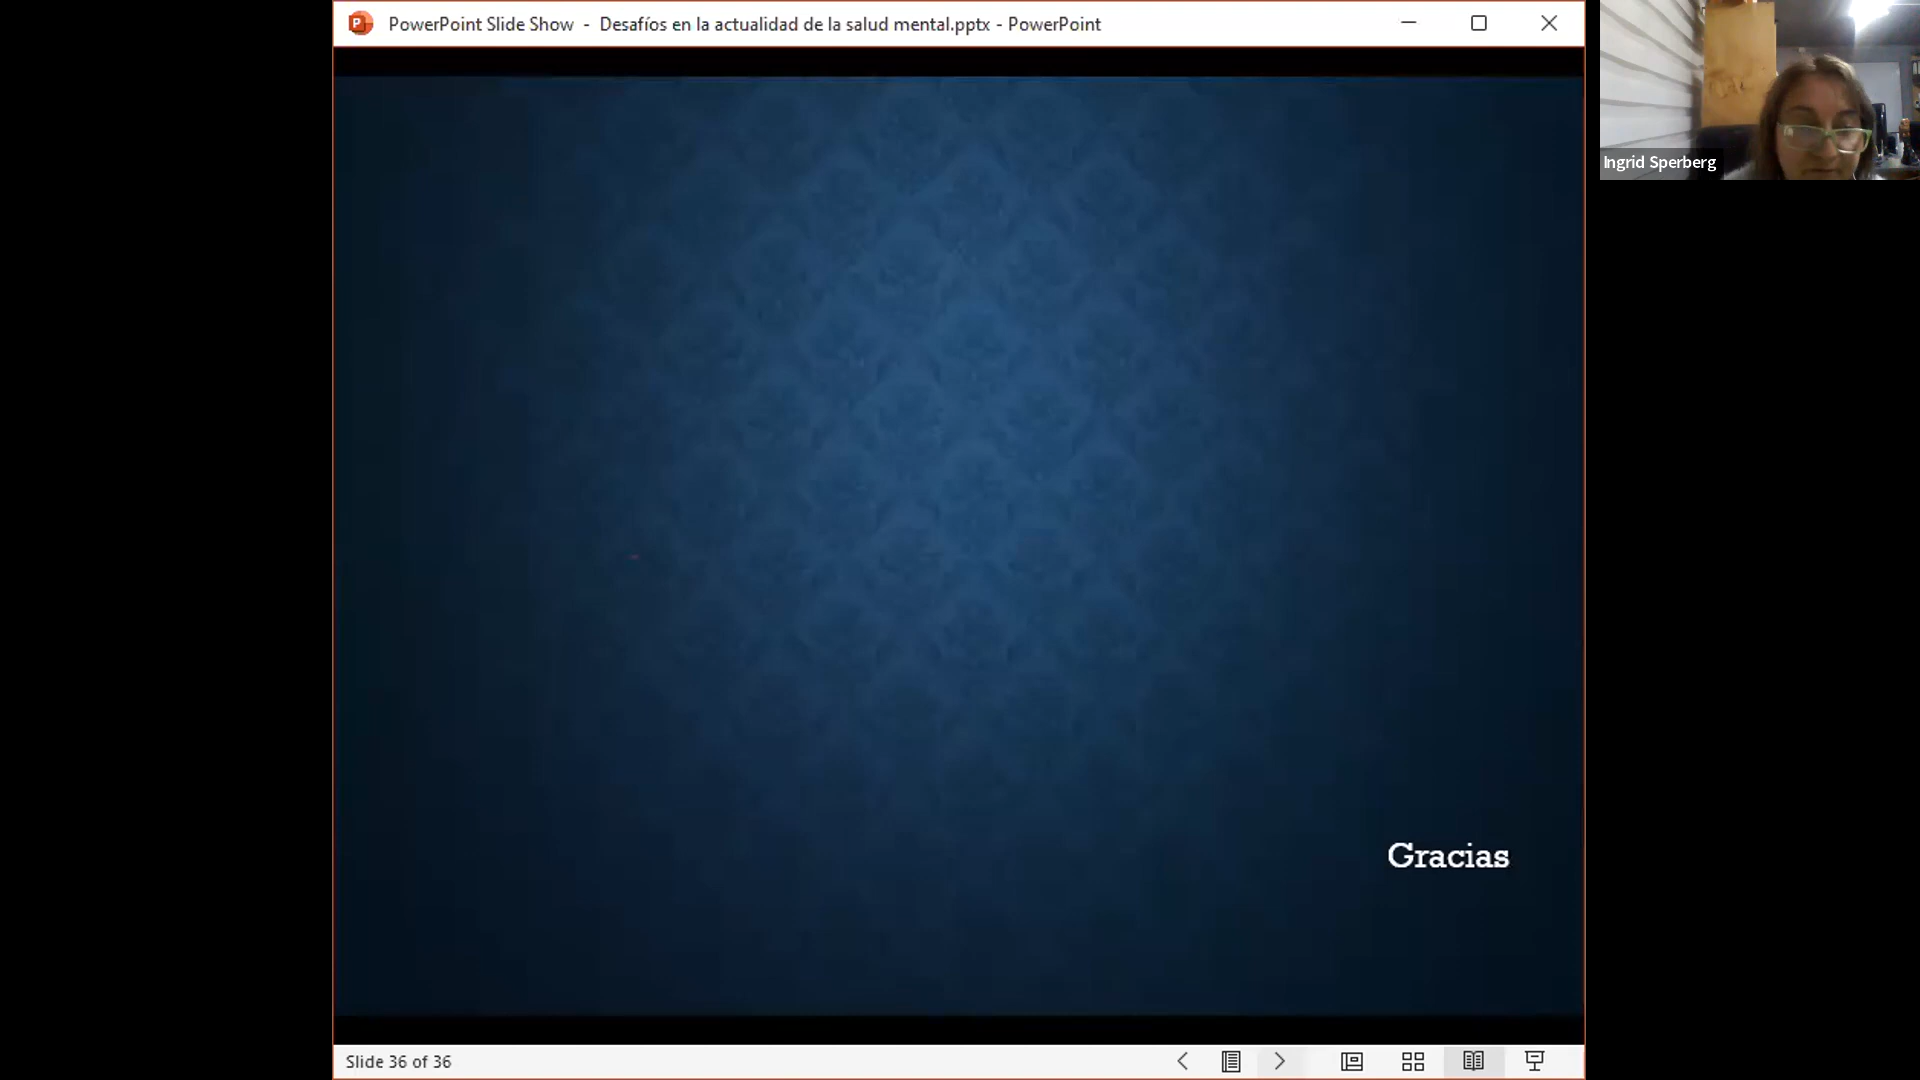 PowerPoint Slide Show - Desafíos en la actualidad de la salud mental.pptx - PowerPoint
Ingrid Sperberg
Gracias
Slide 36 of 36